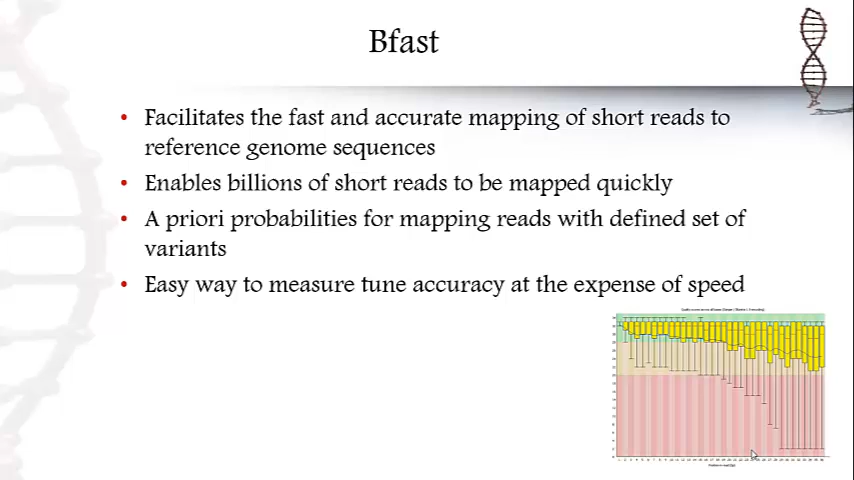 Bfast
Facilitates the fast and accurate mapping of short reads to
reference genome sequences
Enables billions of short reads to be mapped quickly
A priori probabilities for mapping reads with defined set of
variants
Easy way to measure tune accuracy at the expense of speed